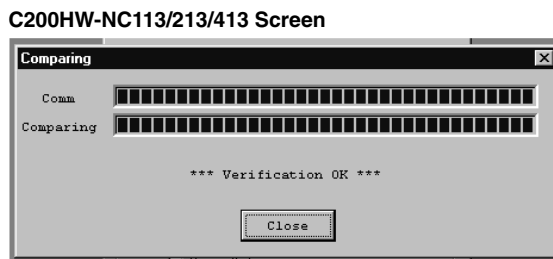 C200HW-NC113/213/413 Screen
Comparing
Comm
Comparing
*** Verification OK ***
Close